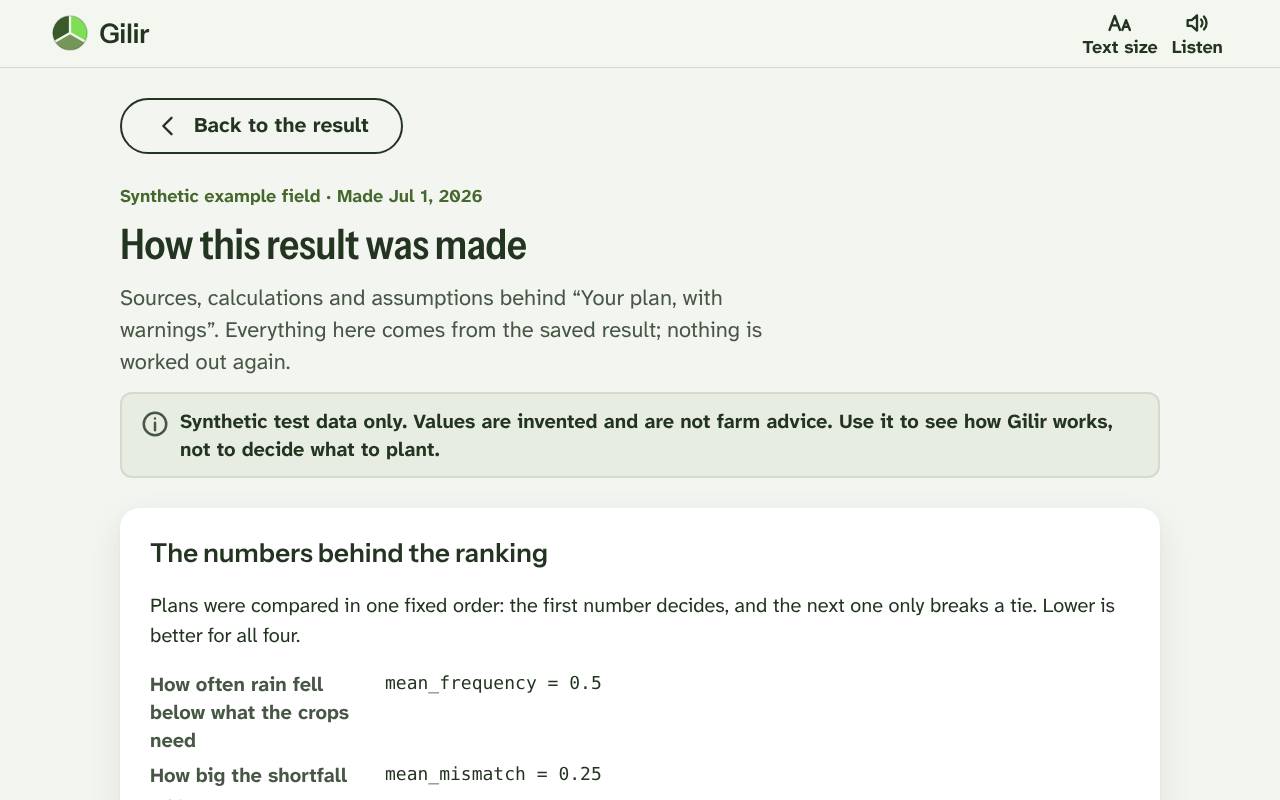 Gilir
Text size
Listen
Back to the result
Synthetic example field · Made Jul 1, 2026
How this result was made
Sources, calculations and assumptions behind “Your plan, with
warnings”. Everything here comes from the saved result; nothing is
worked out again.
Synthetic test data only. Values are invented and are not farm advice. Use it to see how Gilir works,
not to decide what to plant.
The numbers behind the ranking
Plans were compared in one fixed order: the first number decides, and the next one only breaks a tie. Lower is
better for all four.
How often rain fell
below what the crops
need
mean_frequency = 0.5
How big the shortfall
mean_mismatch = 0.25